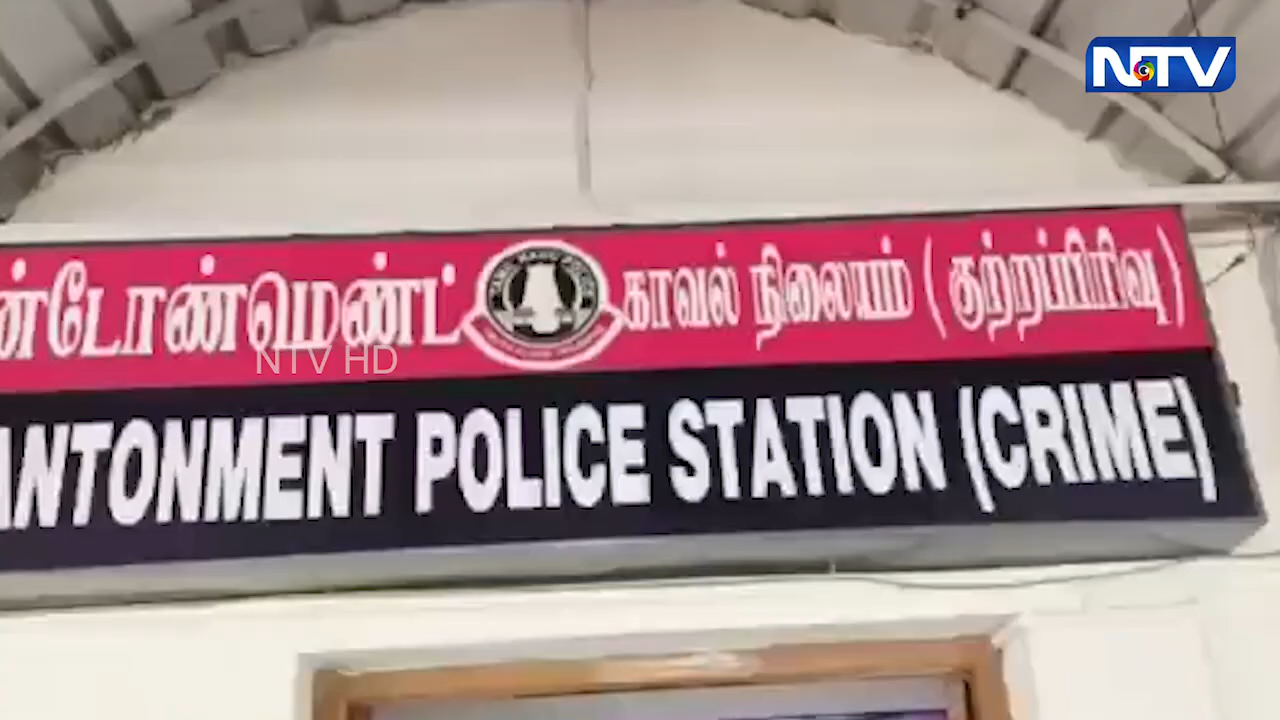 NTV
ன்டோண்மெண்ட் காவல் நிலையம் (குற்றப்பிரிவு)
NTV HD
ANTONMENT POLICE STATION (CRIME)